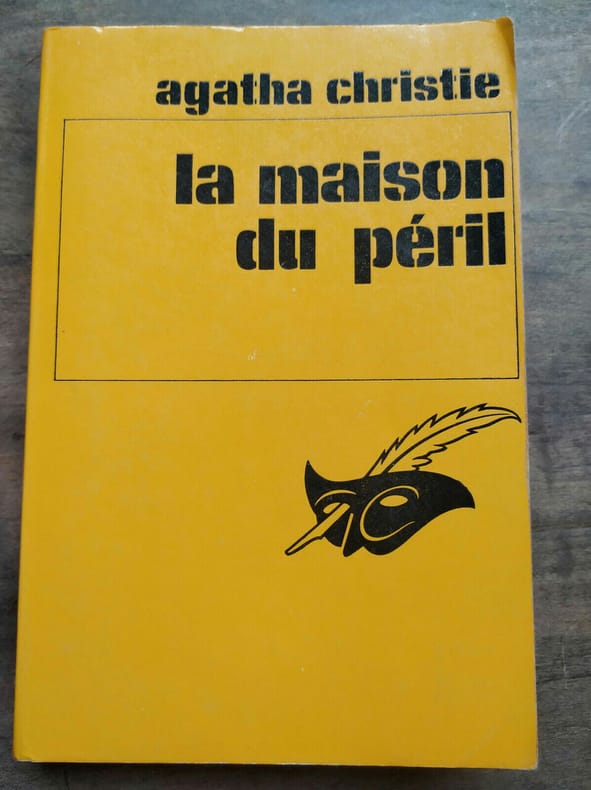 agatha christie
la maison
du péril